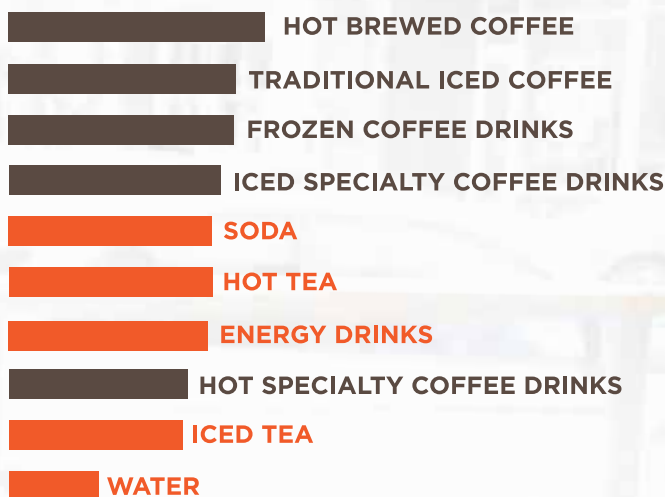 HOT BREWED COFFEE
TRADITIONAL ICED COFFEE
FROZEN COFFEE DRINKS
ICED SPECIALTY COFFEE DRINKS
SODA
HOT TEA
ENERGY DRINKS
HOT SPECIALTY COFFEE DRINKS
ICED TEA
WATER